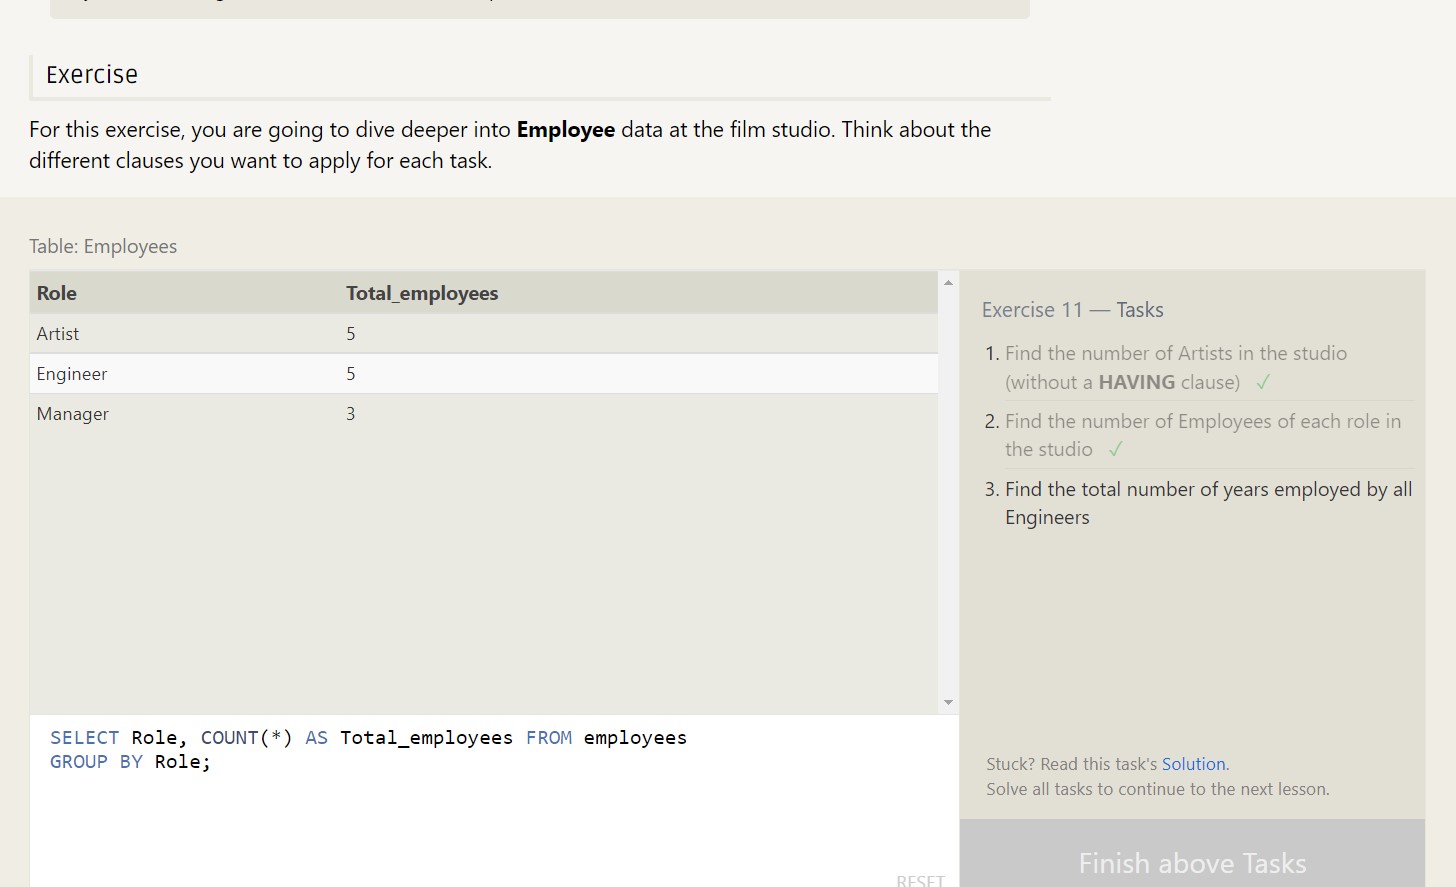 Exercise
For this exercise, you are going to dive deeper into Employee data at the film studio. Think about the
different clauses you want to apply for each task.
Table: Employees
Role Total_employees
Artist 5
Engineer 5
Manager 3
SELECT Role, COUNT(*) AS Total_employees FROM employees
GROUP BY Role;
RESET
Exercise 11 — Tasks
1. Find the number of Artists in the studio
(without a HAVING clause) ✓
2. Find the number of Employees of each role in
the studio ✓
3. Find the total number of years employed by all
Engineers
Stuck? Read this task's Solution.
Solve all tasks to continue to the next lesson.
Finish above Tasks